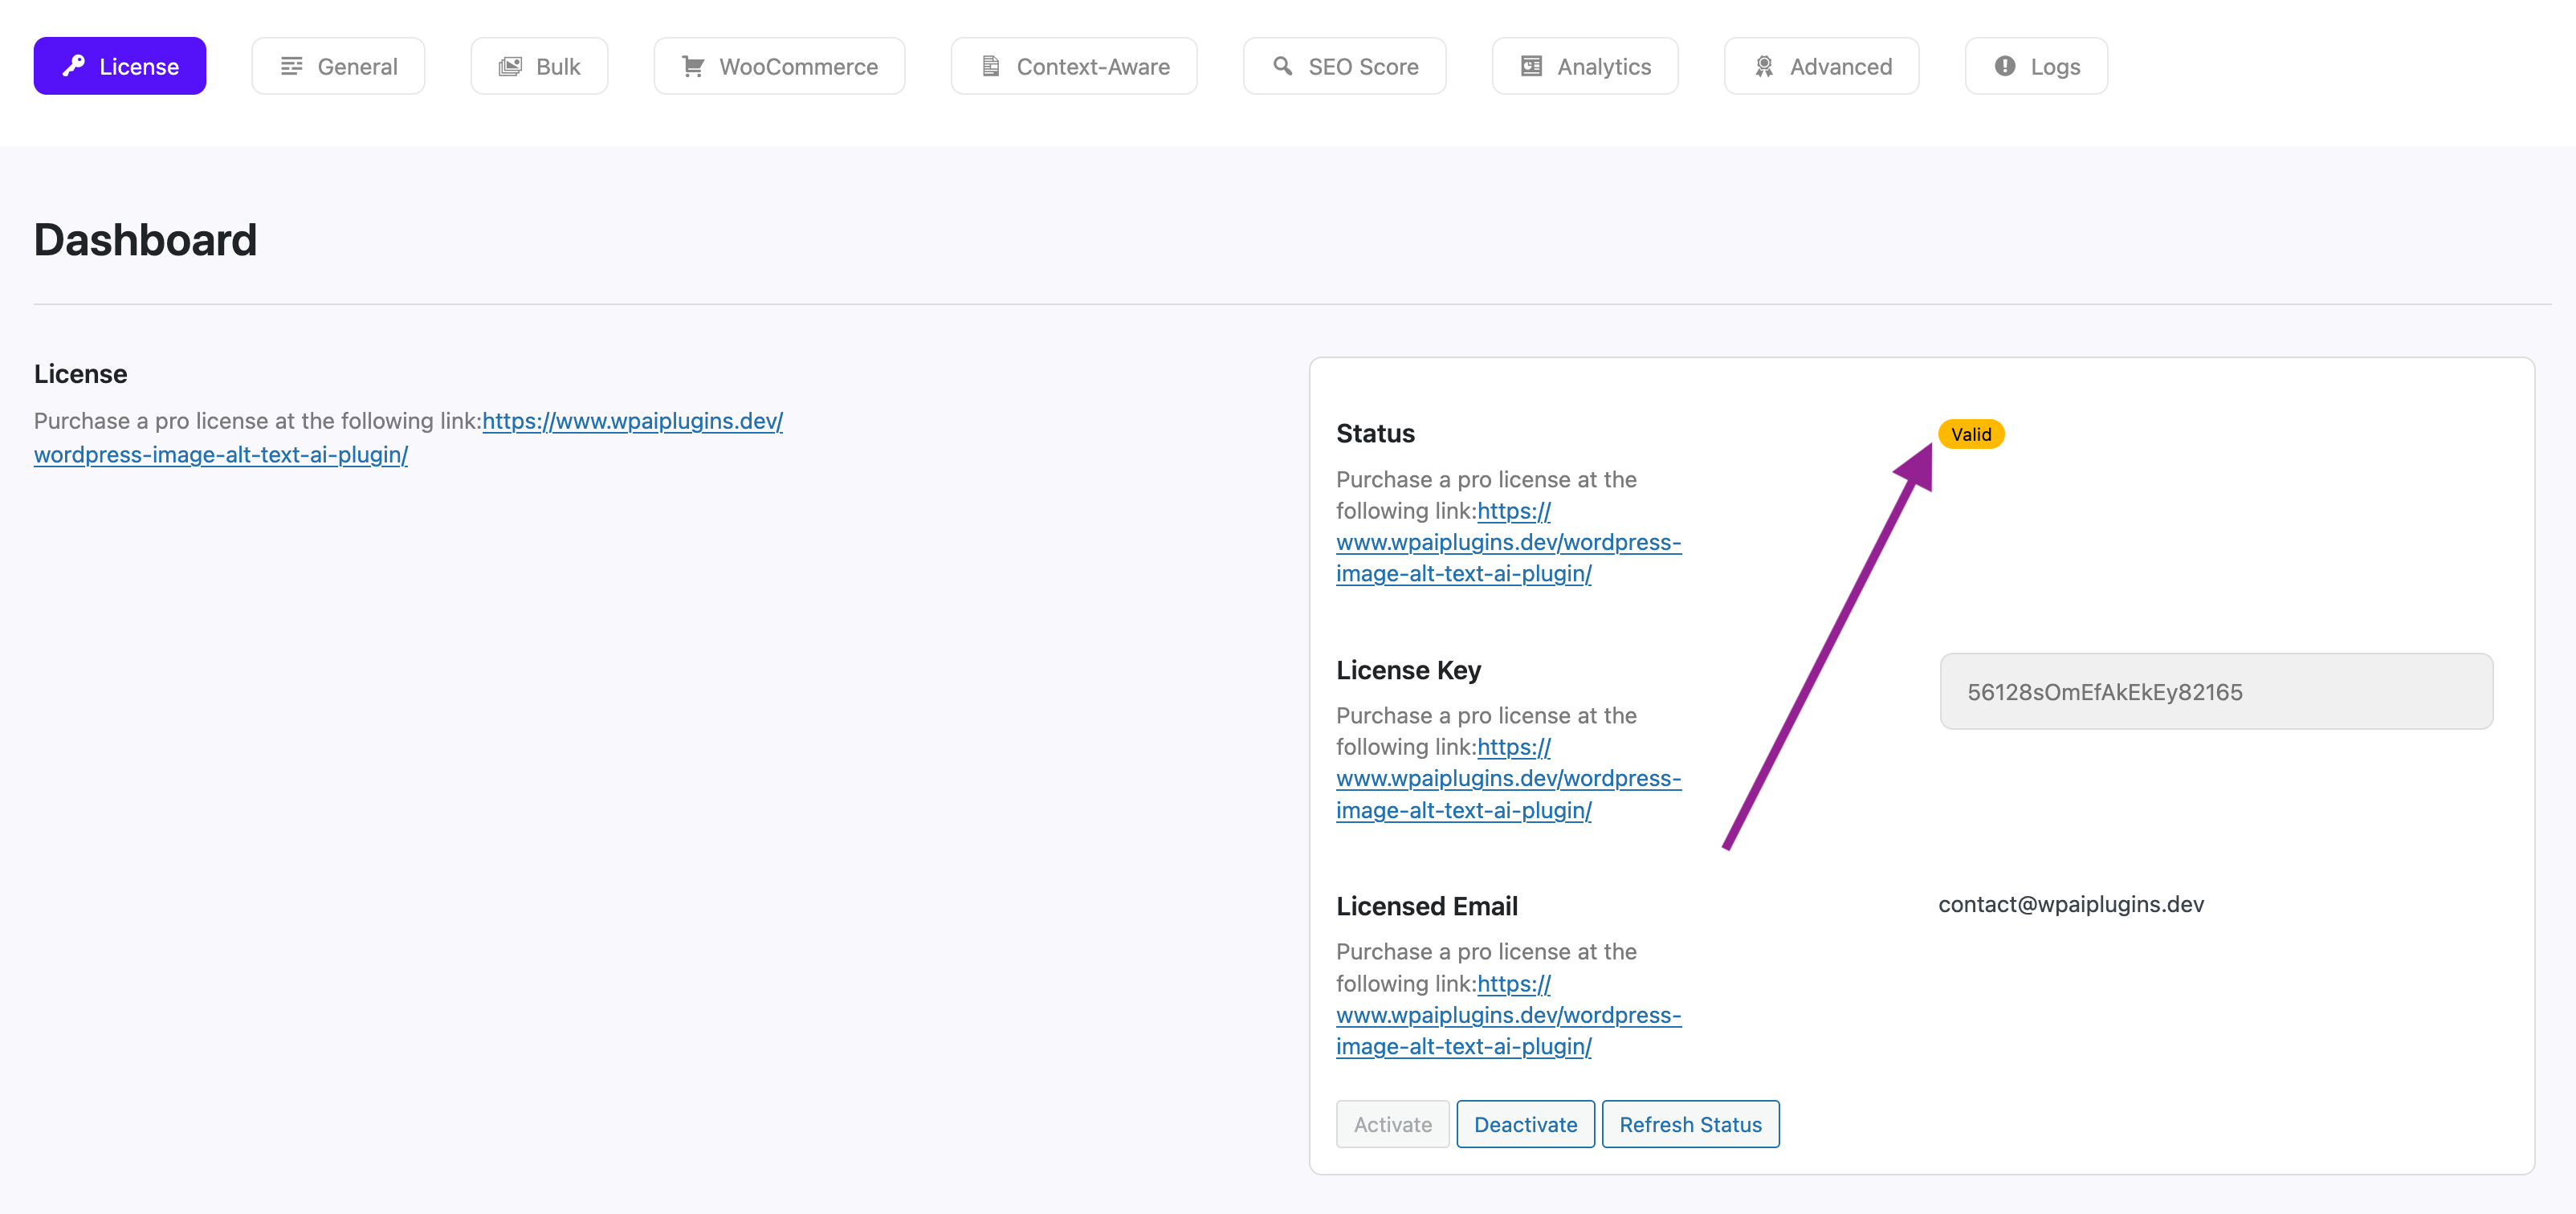 License
General
Bulk
WooCommerce
Context-Aware
SEO Score
Analytics
Advanced
Logs
Dashboard
License
Purchase a pro license at the following link:https://www.wpaiplugins.dev/
wordpress-image-alt-text-ai-plugin/
Status
Valid
Purchase a pro license at the
following link:https://
www.wpaiplugins.dev/wordpress-
image-alt-text-ai-plugin/
License Key
56128sOmEfAkEkEy82165
Purchase a pro license at the
following link:https://
www.wpaiplugins.dev/wordpress-
image-alt-text-ai-plugin/
Licensed Email
contact@wpaiplugins.dev
Purchase a pro license at the
following link:https://
www.wpaiplugins.dev/wordpress-
image-alt-text-ai-plugin/
Activate
Deactivate
Refresh Status